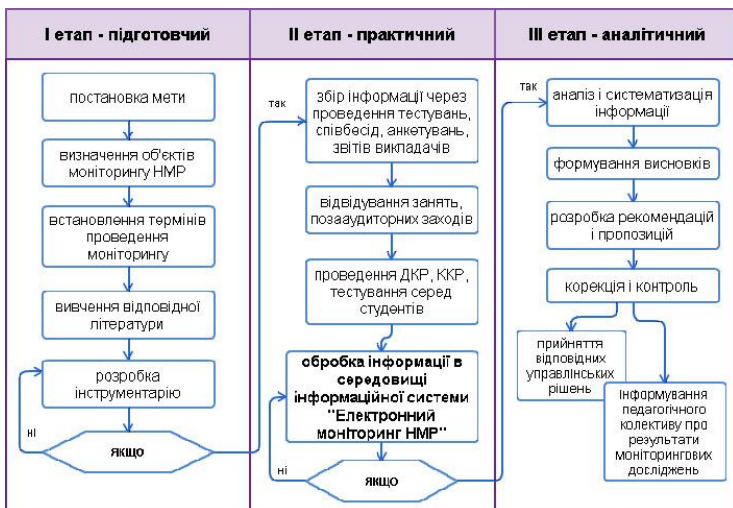 I етап - підготовчий
постановка мети
визначення об'єктів
моніторингу НМР
встановлення термінів
проведення
моніторингу
вивчення відповідної
літератури
розробка
інструментарію
ні
ЯКЩО
так
II етап - практичний
збір інформації через
проведення тестувань,
співбесід, анкетувань,
звітів викладачів
відвідування занять,
позааудиторних заходів
проведення ДКР, ККР,
тестування серед
студентів
обробка інформації в
середовищі
інформаційної системи
"Електронний
моніторинг НМР"
ні
ЯКЩО
так
III етап - аналітичний
аналіз і систематизація
інформації
формування висновків
розробка рекомендацій
і пропозицій
корекція і контроль
прийняття
відповідних
управлінських
рішень
інформування
педагогічного
колективу про
результати
моніторингових
досліджень